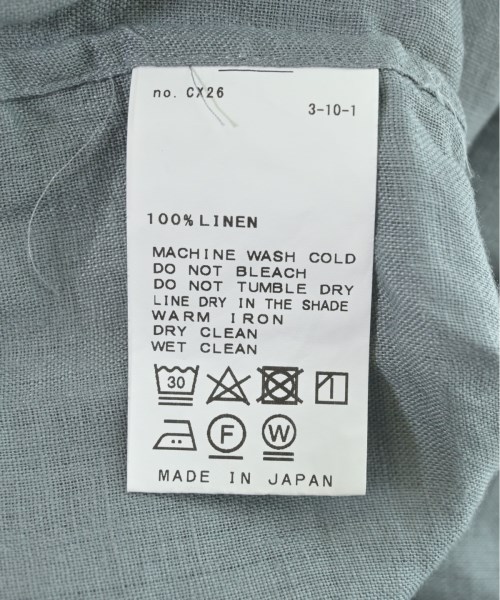 no. CX26
3-10-1
100% LINEN
MACHINE WASH COLD
DO NOT BLEACH
DO NOT TUMBLE DRY
LINE DRY IN THE SHADE
WARM IRON
DRY CLEAN
WET CLEAN
30
F W
MADE IN JAPAN